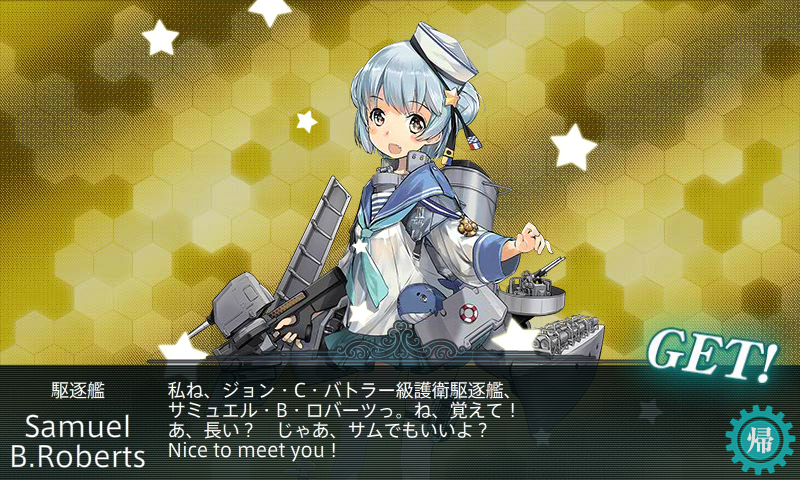 GET!
駆逐艦
Samuel
B.Roberts
私ね、ジョン・C・バトラー級護衛駆逐艦、
サミュエル・B・ロバーツっ。ね、覚えて！
あ、長い？　じゃあ、サムでもいいよ？
Nice to meet you！
帰